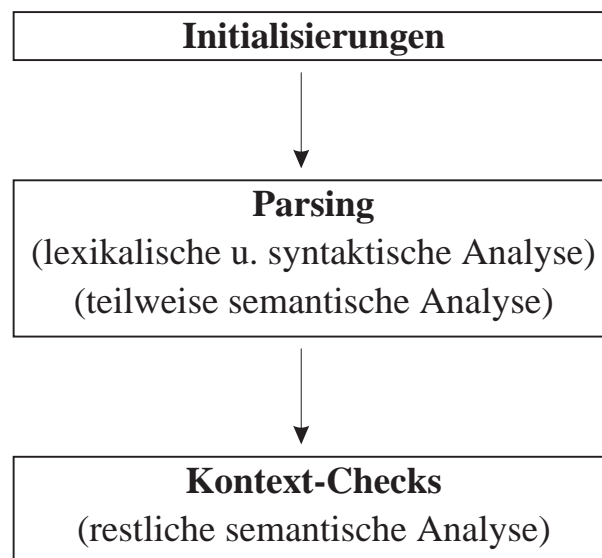 Initialisierungen
Parsing
(lexikalische u. syntaktische Analyse)
(teilweise semantische Analyse)
Kontext-Checks
(restliche semantische Analyse)